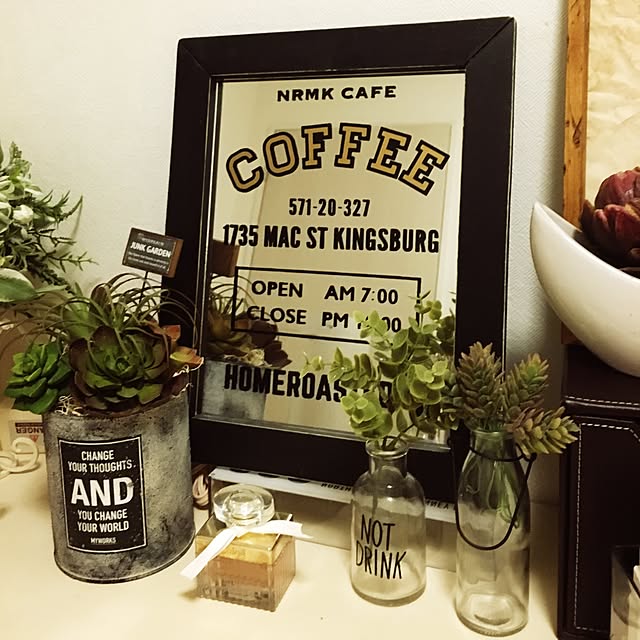 NRMK CAFE
COFFEE
571-20-327
1735 MAC ST KINGSBURG
OPEN AM 7:00
CLOSE PM
JUNK GARDEN
CHANGE
YOUR THOUGHTS
AND
YOU CHANGE
YOUR WORLD
MYWORKS
NOT
DRINK